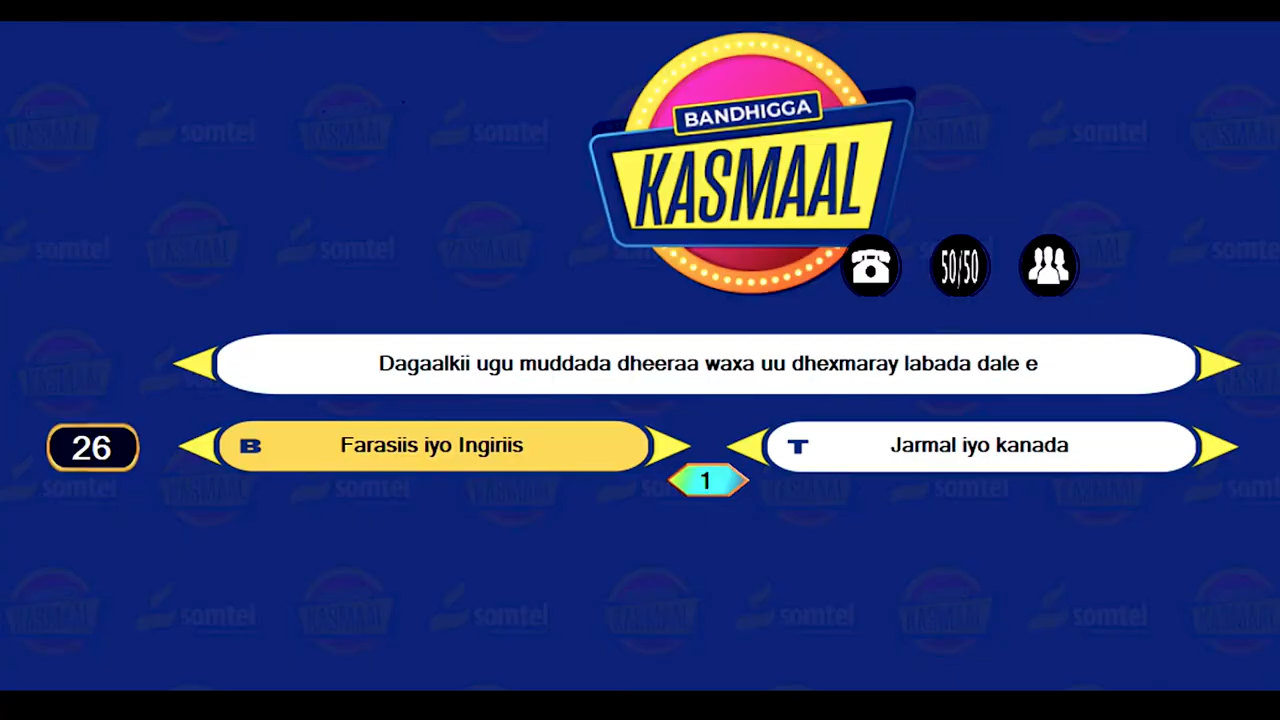 BANDHIGGA
KASMAAL
50/50
Dagaalkii ugu muddada dheeraa waxa uu dhexmaray labada dale e
26
B Farasiis iyo Ingiriis
T Jarmal iyo kanada
1
somtel